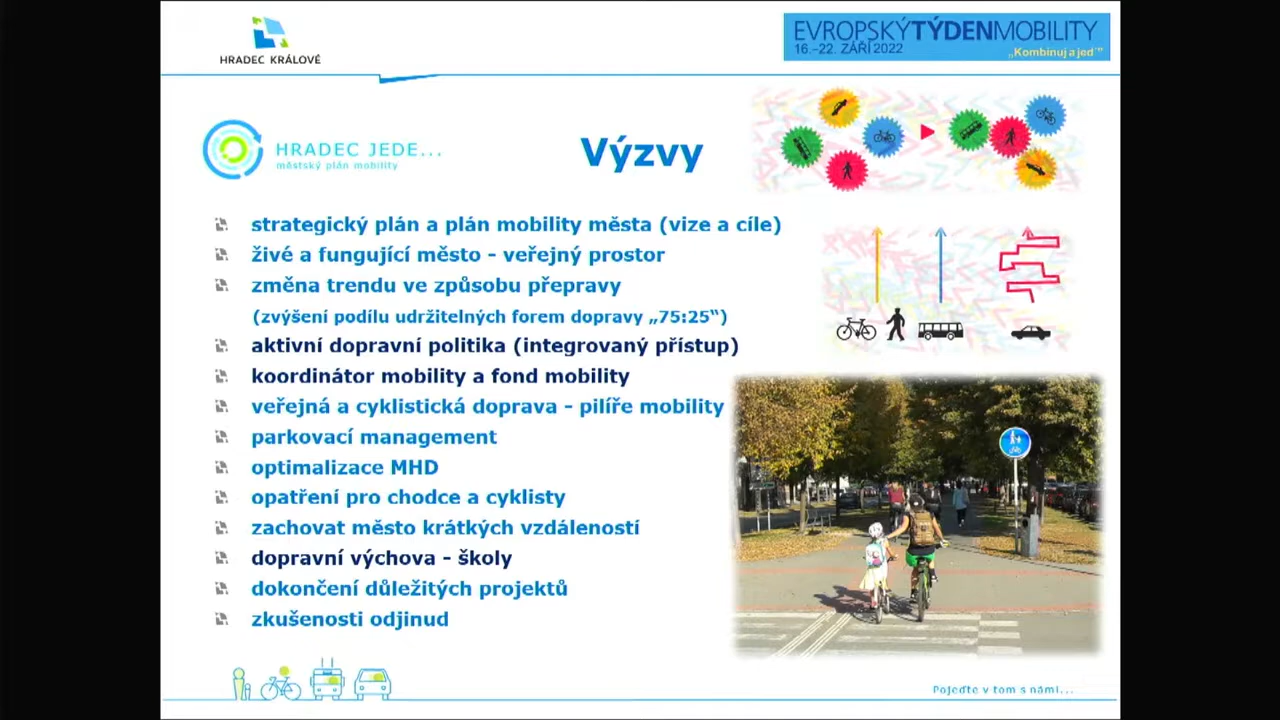 HRADEC KRÁLOVÉ
EVROPSKÝTÝDENMOBILITY
16.–22. ZÁŘÍ 2022
„Kombinuj a jeď“
HRADEC JEDE...
městský plán mobility
Výzvy
strategický plán a plán mobility města (vize a cíle)
živé a fungující město - veřejný prostor
změna trendu ve způsobu přepravy
(zvýšení podílu udržitelných forem dopravy „75:25“)
aktivní dopravní politika (integrovaný přístup)
koordinátor mobility a fond mobility
veřejná a cyklistická doprava - pilíře mobility
parkovací management
optimalizace MHD
opatření pro chodce a cyklisty
zachovat město krátkých vzdáleností
dopravní výchova - školy
dokončení důležitých projektů
zkušenosti odjinud
Pojeďte v tom s námi...